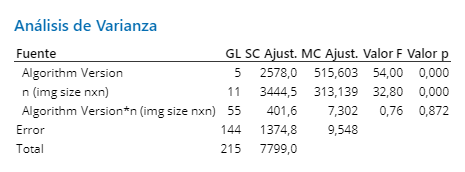 Análisis de Varianza
Fuente GL SC Ajust. MC Ajust. Valor F Valor p
Algorithm Version 5 2578,0 515,603 54,00 0,000
n (img size nxn) 11 3444,5 313,139 32,80 0,000
Algorithm Version*n (img size nxn) 55 401,6 7,302 0,76 0,872
Error 144 1374,8 9,548
Total 215 7799,0